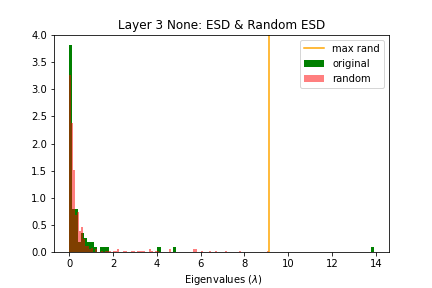 Layer 3 None: ESD & Random ESD
max rand
original
random
4.0
3.5
3.0
2.5
2.0
1.5
1.0
0.5
0.0
0 2 4 6 8 10 12 14
Eigenvalues (λ)